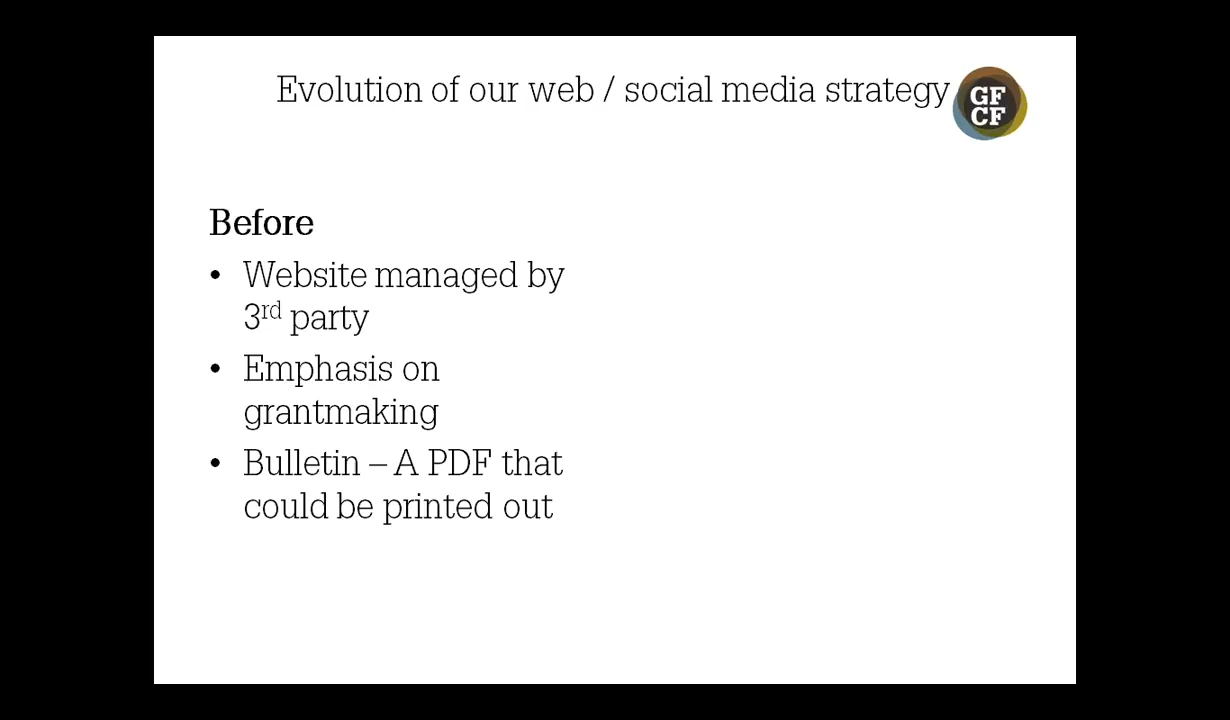 Evolution of our web / social media strategy
GF
CF
Before
• Website managed by
3rd party
• Emphasis on
grantmaking
• Bulletin – A PDF that
could be printed out